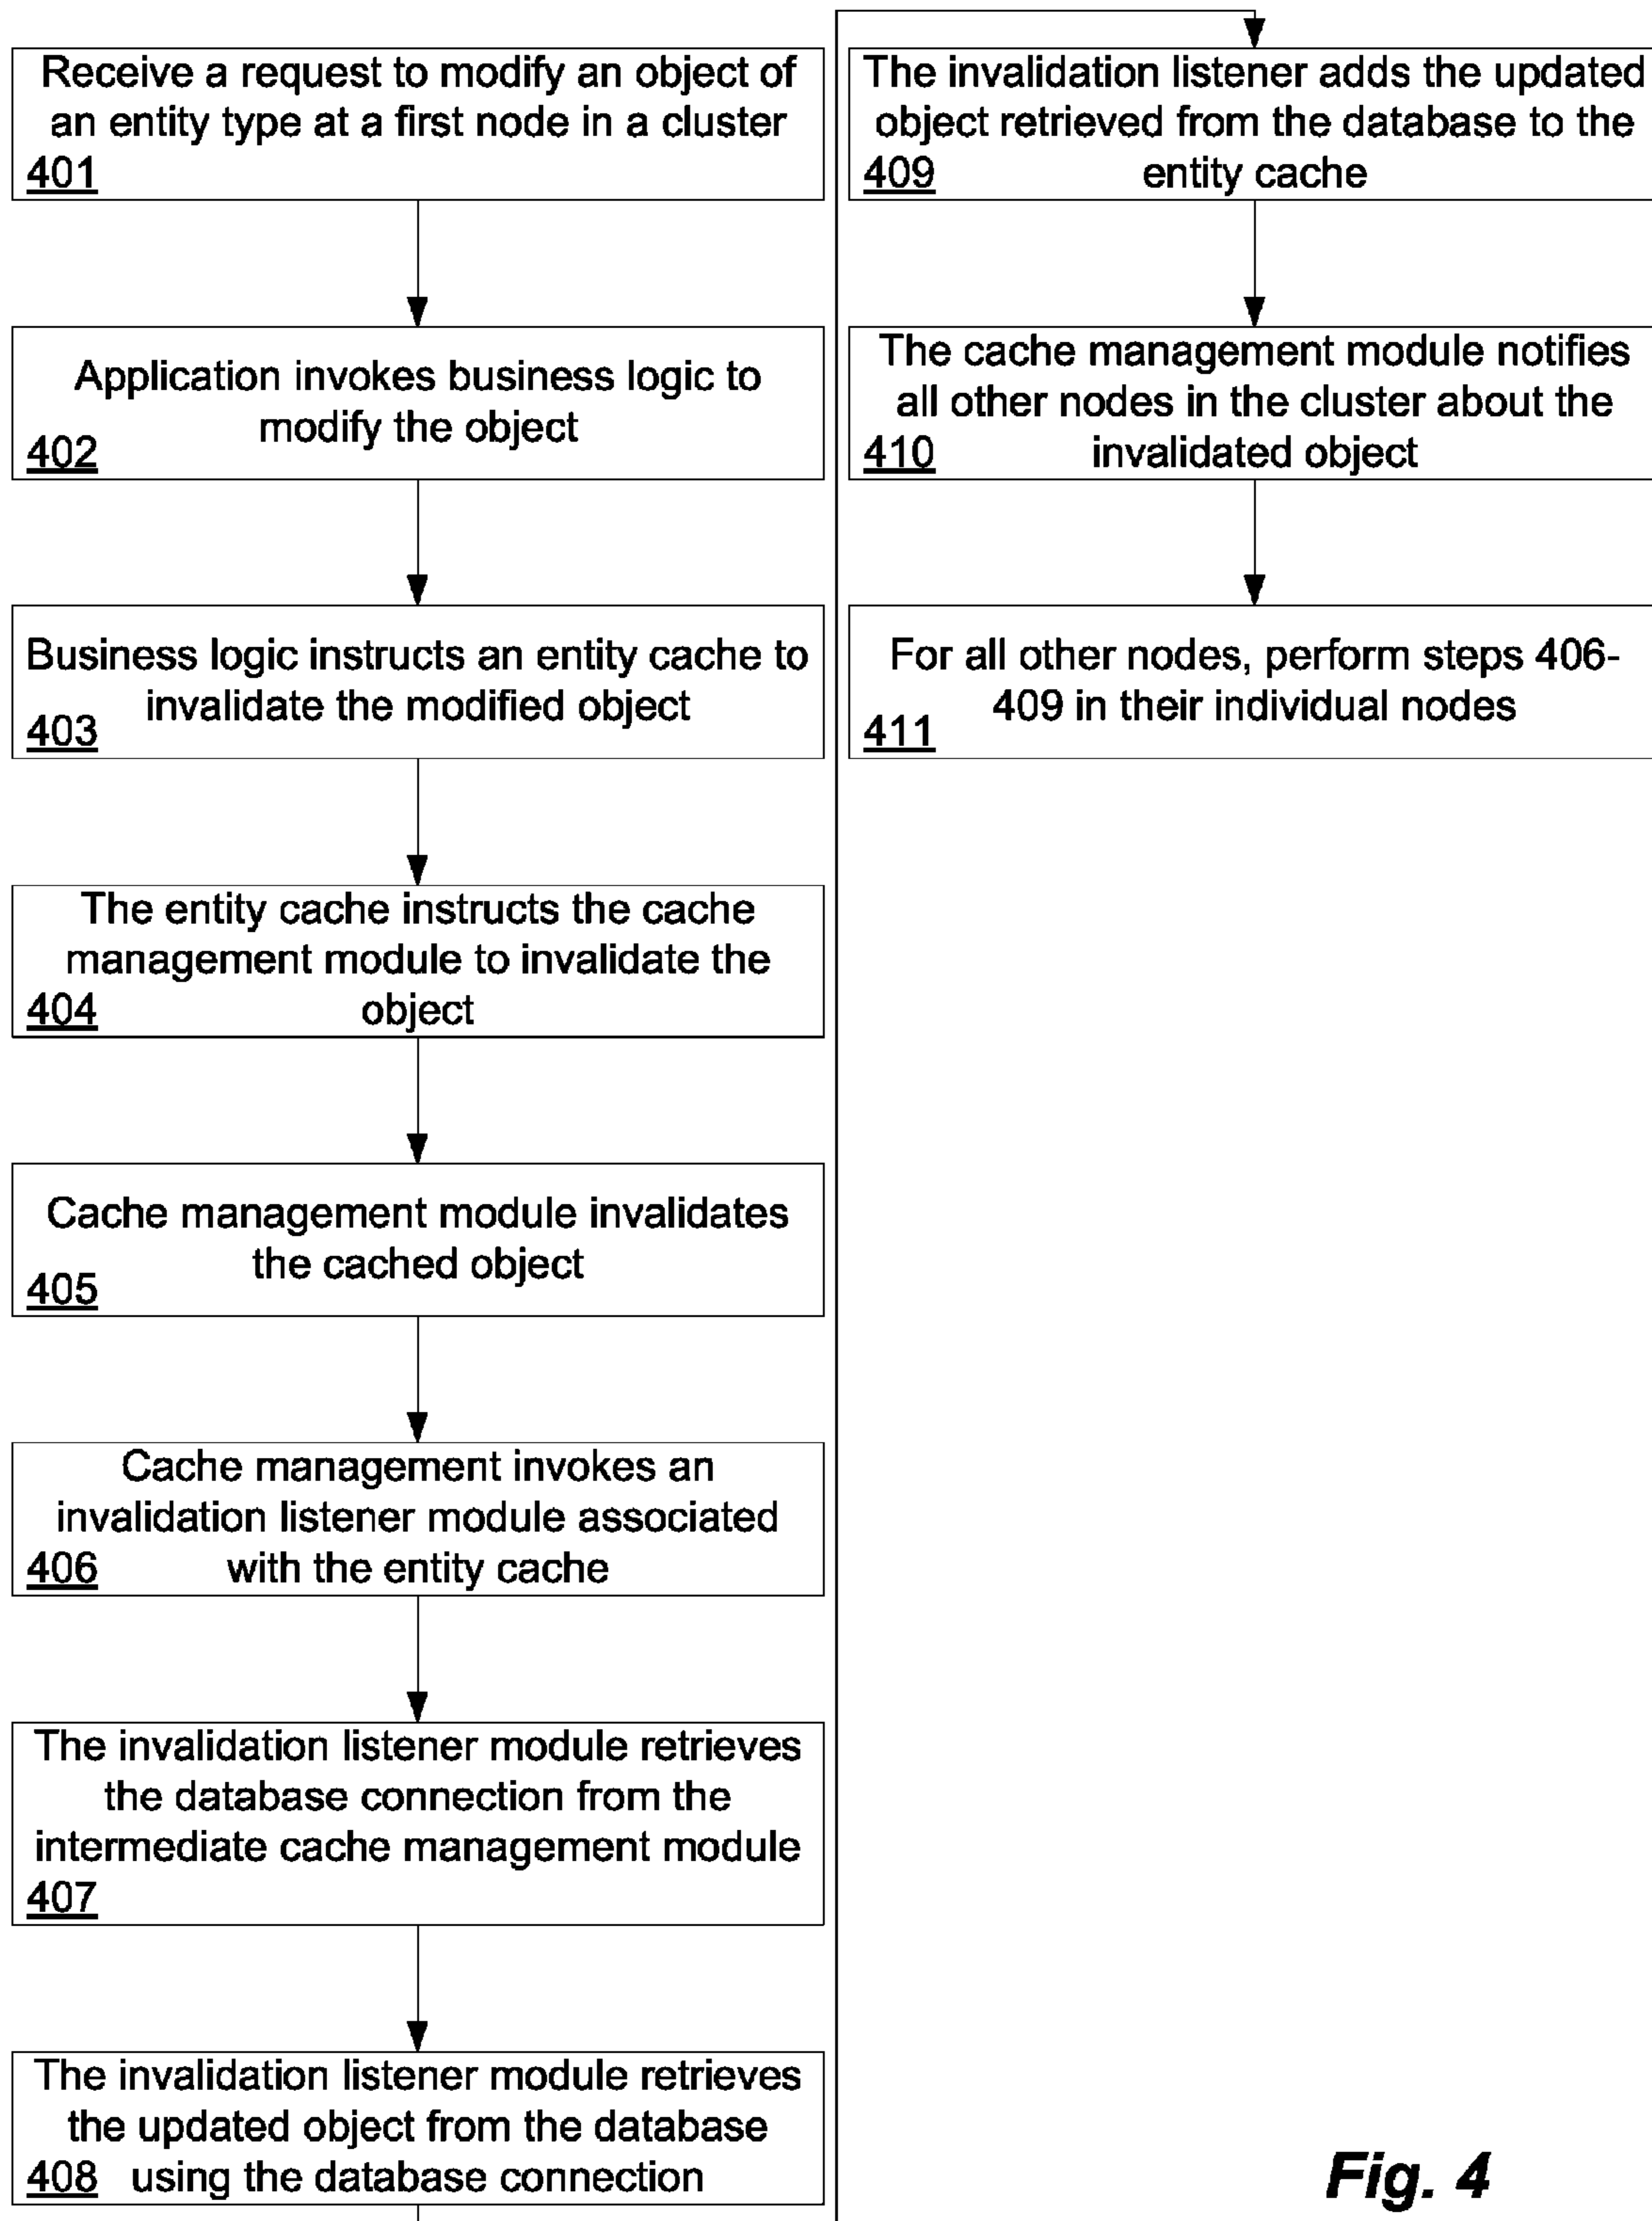 Receive a request to modify an object of
an entity type at a first node in a cluster
401
Application invokes business logic to
modify the object
402
Business logic instructs an entity cache to
invalidate the modified object
403
The entity cache instructs the cache
management module to invalidate the
404 object
Cache management module invalidates
the cached object
405
Cache management invokes an
invalidation listener module associated
406 with the entity cache
The invalidation listener module retrieves
the database connection from the
intermediate cache management module
407
The invalidation listener module retrieves
the updated object from the database
408 using the database connection
The invalidation listener adds the updated
object retrieved from the database to the
409 entity cache
The cache management module notifies
all other nodes in the cluster about the
410 invalidated object
For all other nodes, perform steps 406-
409 in their individual nodes
411
Fig. 4